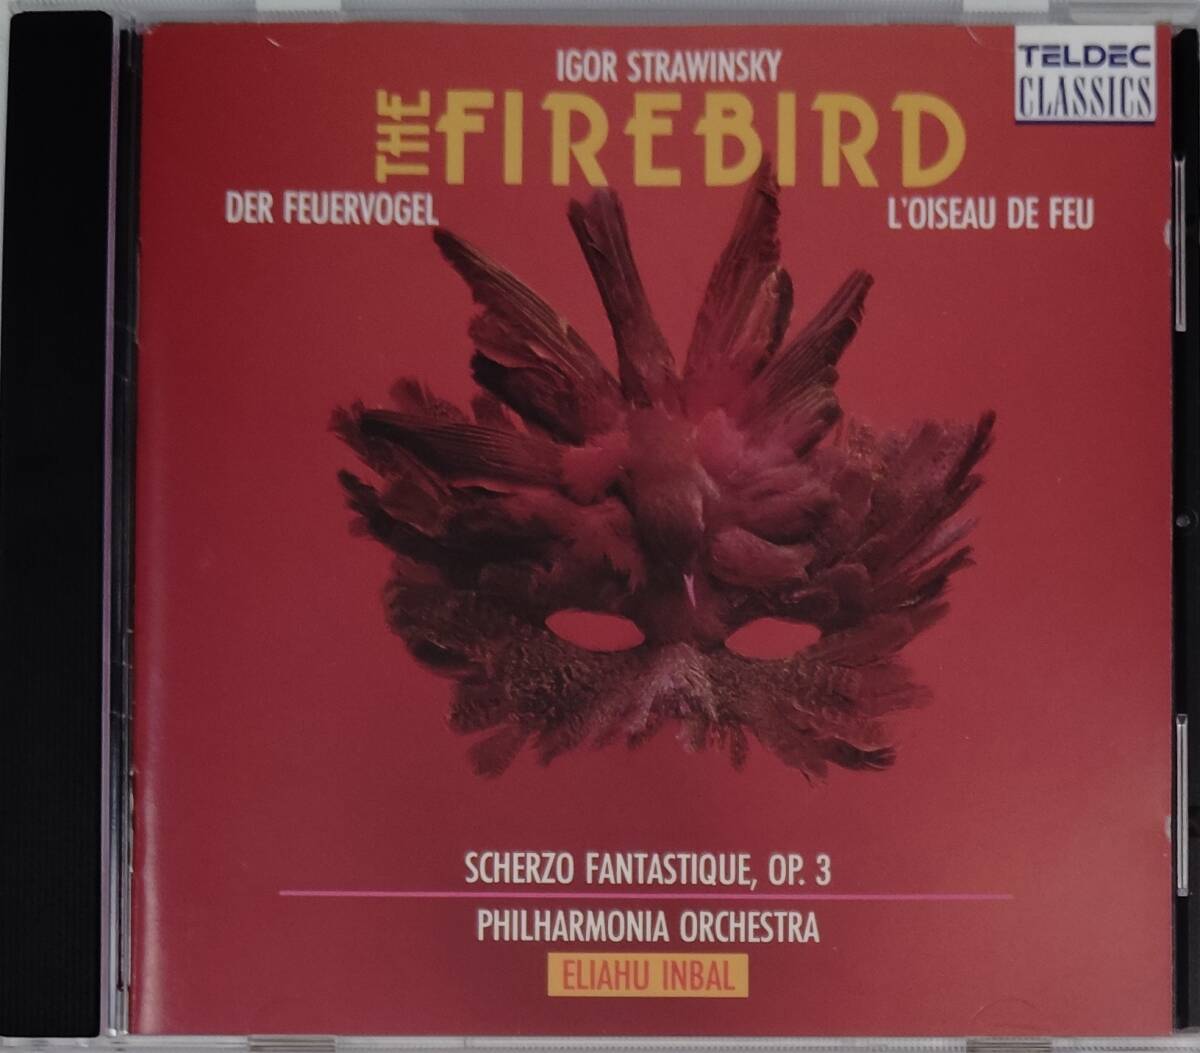 IGOR STRAWINSKY
TELDEC
CLASSICS
THE FIREBIRD
DER FEUERVOGEL
L'OISEAU DE FEU
SCHERZO FANTASTIQUE, OP. 3
PHILHARMONIA ORCHESTRA
ELIAHU INBAL